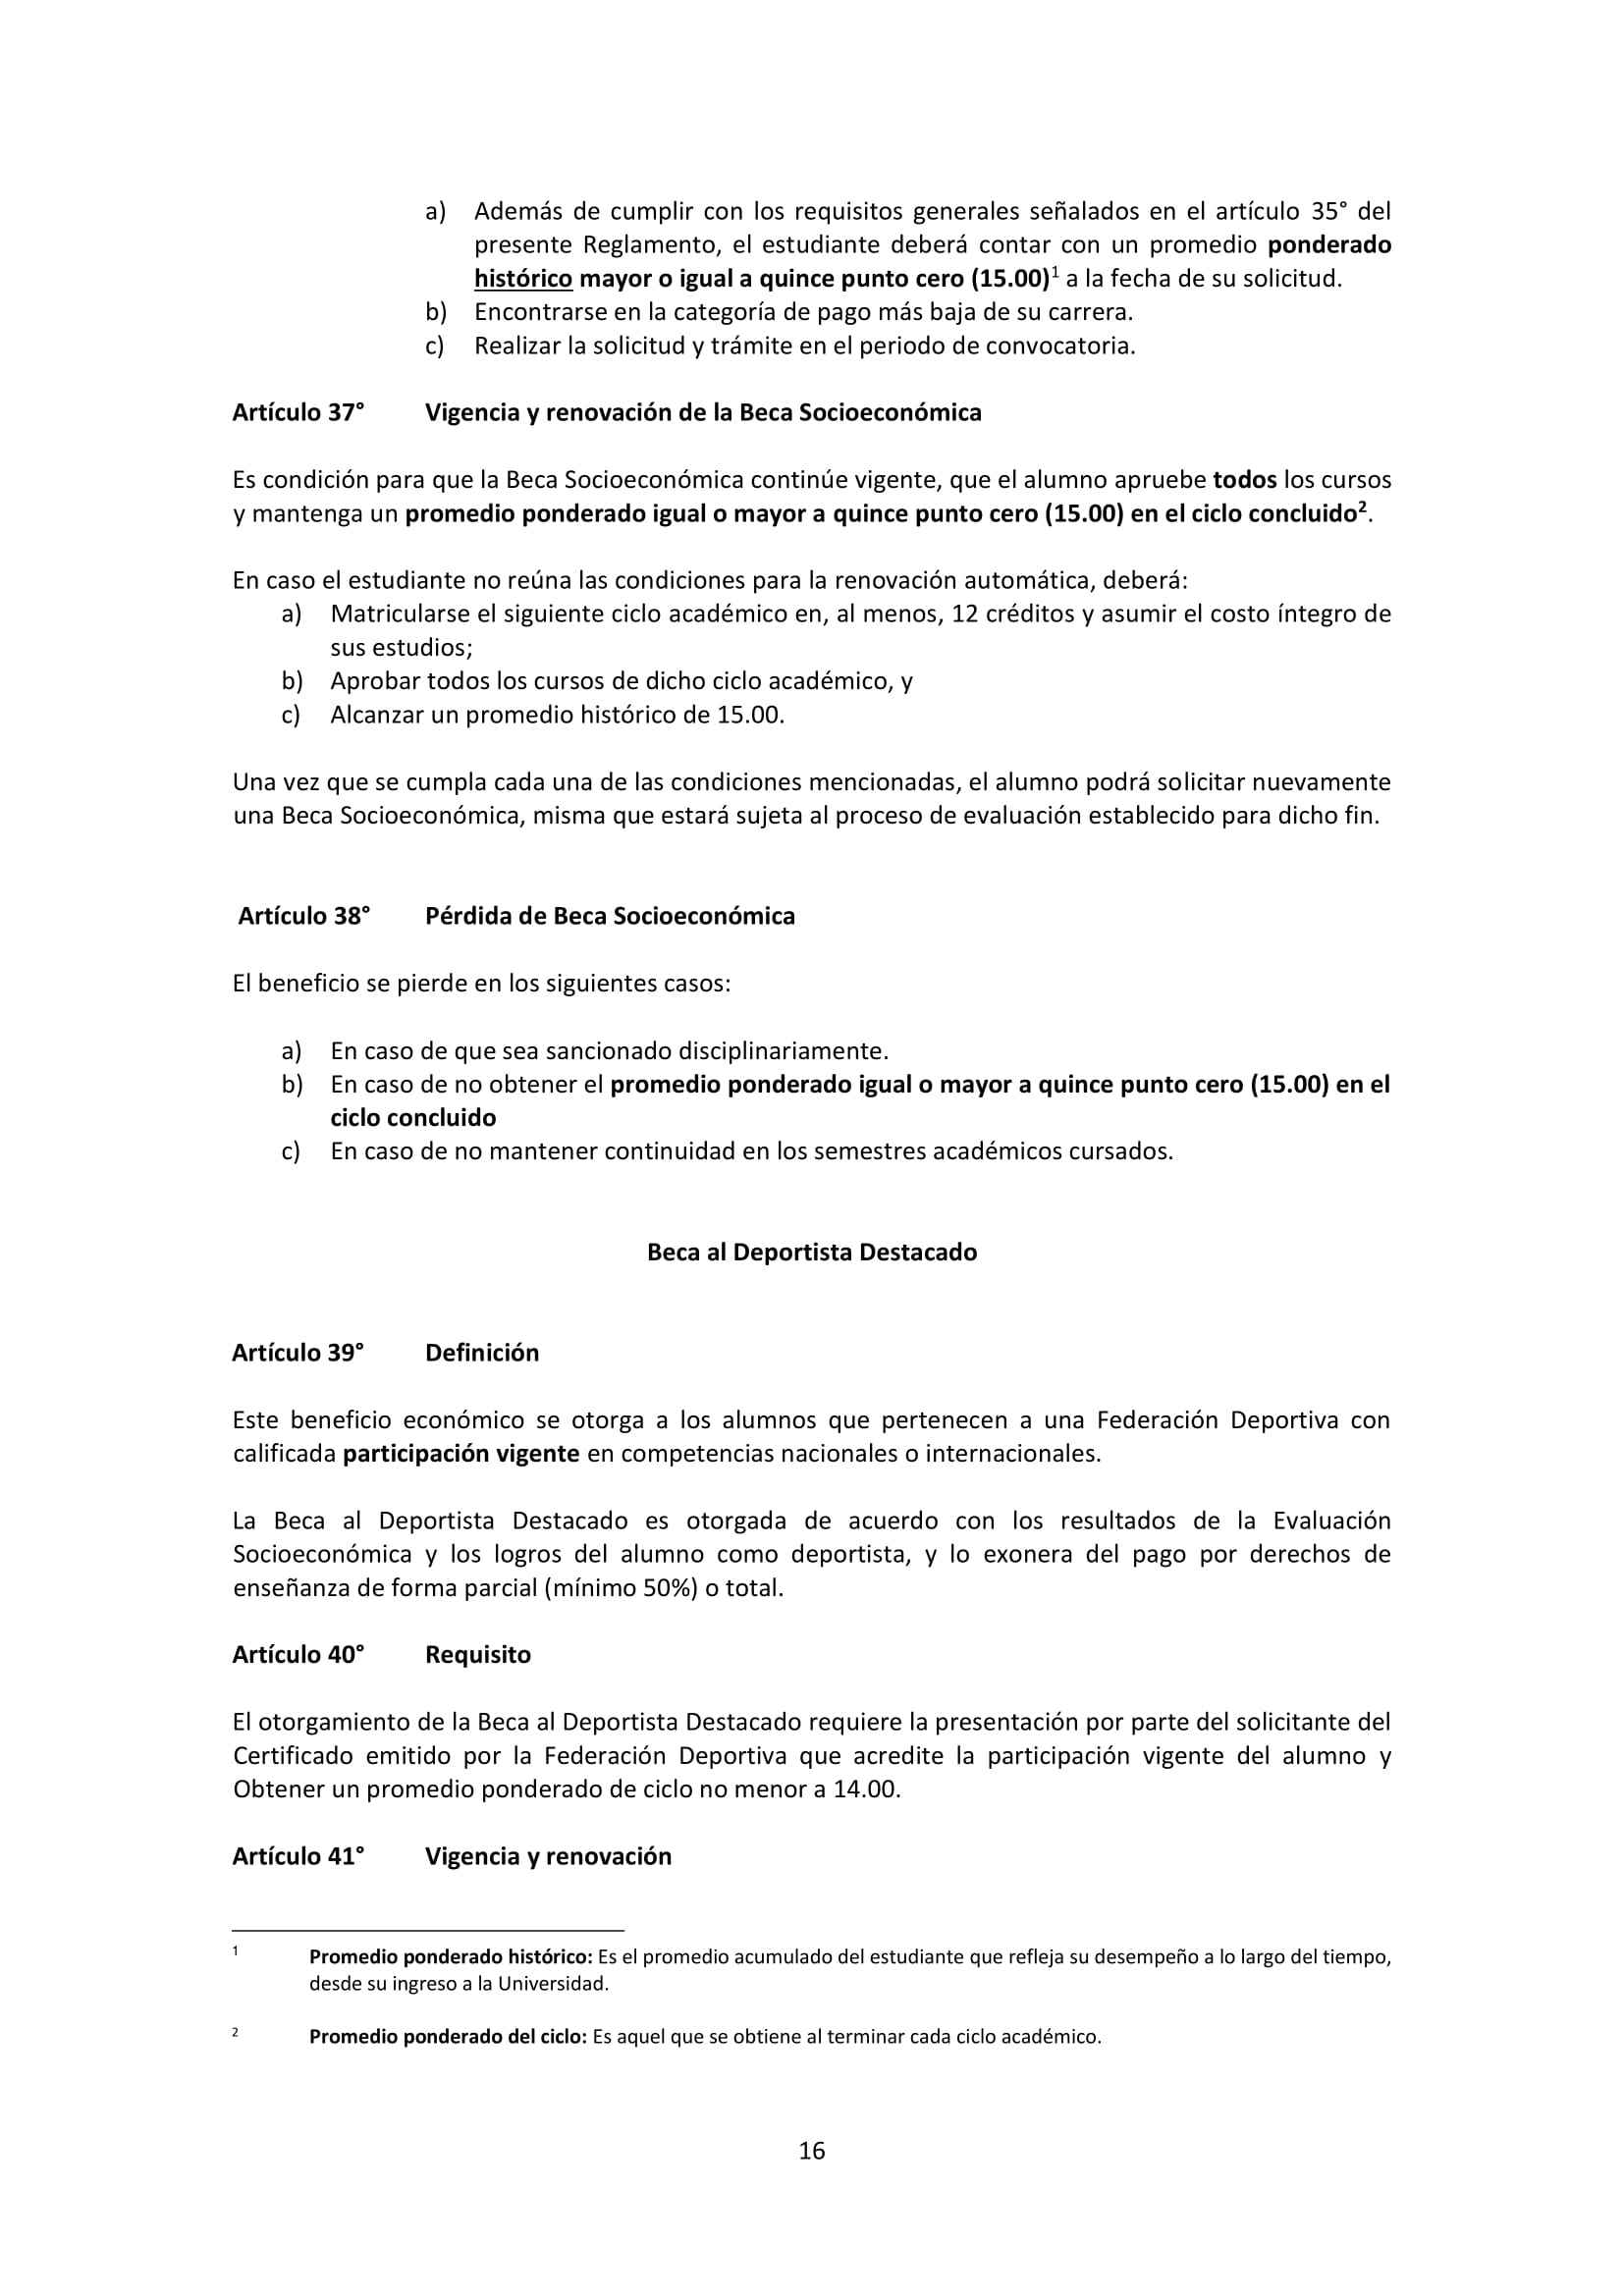 a) Además de cumplir con los requisitos generales señalados en el artículo 35° del
presente Reglamento, el estudiante deberá contar con un promedio ponderado
histórico mayor o igual a quince punto cero (15.00)1 a la fecha de su solicitud.
b) Encontrarse en la categoría de pago más baja de su carrera.
c) Realizar la solicitud y trámite en el periodo de convocatoria.
Artículo 37° Vigencia y renovación de la Beca Socioeconómica
Es condición para que la Beca Socioeconómica continúe vigente, que el alumno apruebe todos los cursos
y mantenga un promedio ponderado igual o mayor a quince punto cero (15.00) en el ciclo concluido2.
En caso el estudiante no reúna las condiciones para la renovación automática, deberá:
a) Matricularse el siguiente ciclo académico en, al menos, 12 créditos y asumir el costo íntegro de
sus estudios;
b) Aprobar todos los cursos de dicho ciclo académico, y
c) Alcanzar un promedio histórico de 15.00.
Una vez que se cumpla cada una de las condiciones mencionadas, el alumno podrá solicitar nuevamente
una Beca Socioeconómica, misma que estará sujeta al proceso de evaluación establecido para dicho fin.
Artículo 38° Pérdida de Beca Socioeconómica
El beneficio se pierde en los siguientes casos:
a) En caso de que sea sancionado disciplinariamente.
b) En caso de no obtener el promedio ponderado igual o mayor a quince punto cero (15.00) en el
ciclo concluido
c) En caso de no mantener continuidad en los semestres académicos cursados.
Beca al Deportista Destacado
Artículo 39° Definición
Este beneficio económico se otorga a los alumnos que pertenecen a una Federación Deportiva con
calificada participación vigente en competencias nacionales o internacionales.
La Beca al Deportista Destacado es otorgada de acuerdo con los resultados de la Evaluación
Socioeconómica y los logros del alumno como deportista, y lo exonera del pago por derechos de
enseñanza de forma parcial (mínimo 50%) o total.
Artículo 40° Requisito
El otorgamiento de la Beca al Deportista Destacado requiere la presentación por parte del solicitante del
Certificado emitido por la Federación Deportiva que acredite la participación vigente del alumno y
Obtener un promedio ponderado de ciclo no menor a 14.00.
Artículo 41° Vigencia y renovación
1 Promedio ponderado histórico: Es el promedio acumulado del estudiante que refleja su desempeño a lo largo del tiempo,
desde su ingreso a la Universidad.
2 Promedio ponderado del ciclo: Es aquel que se obtiene al terminar cada ciclo académico.
16